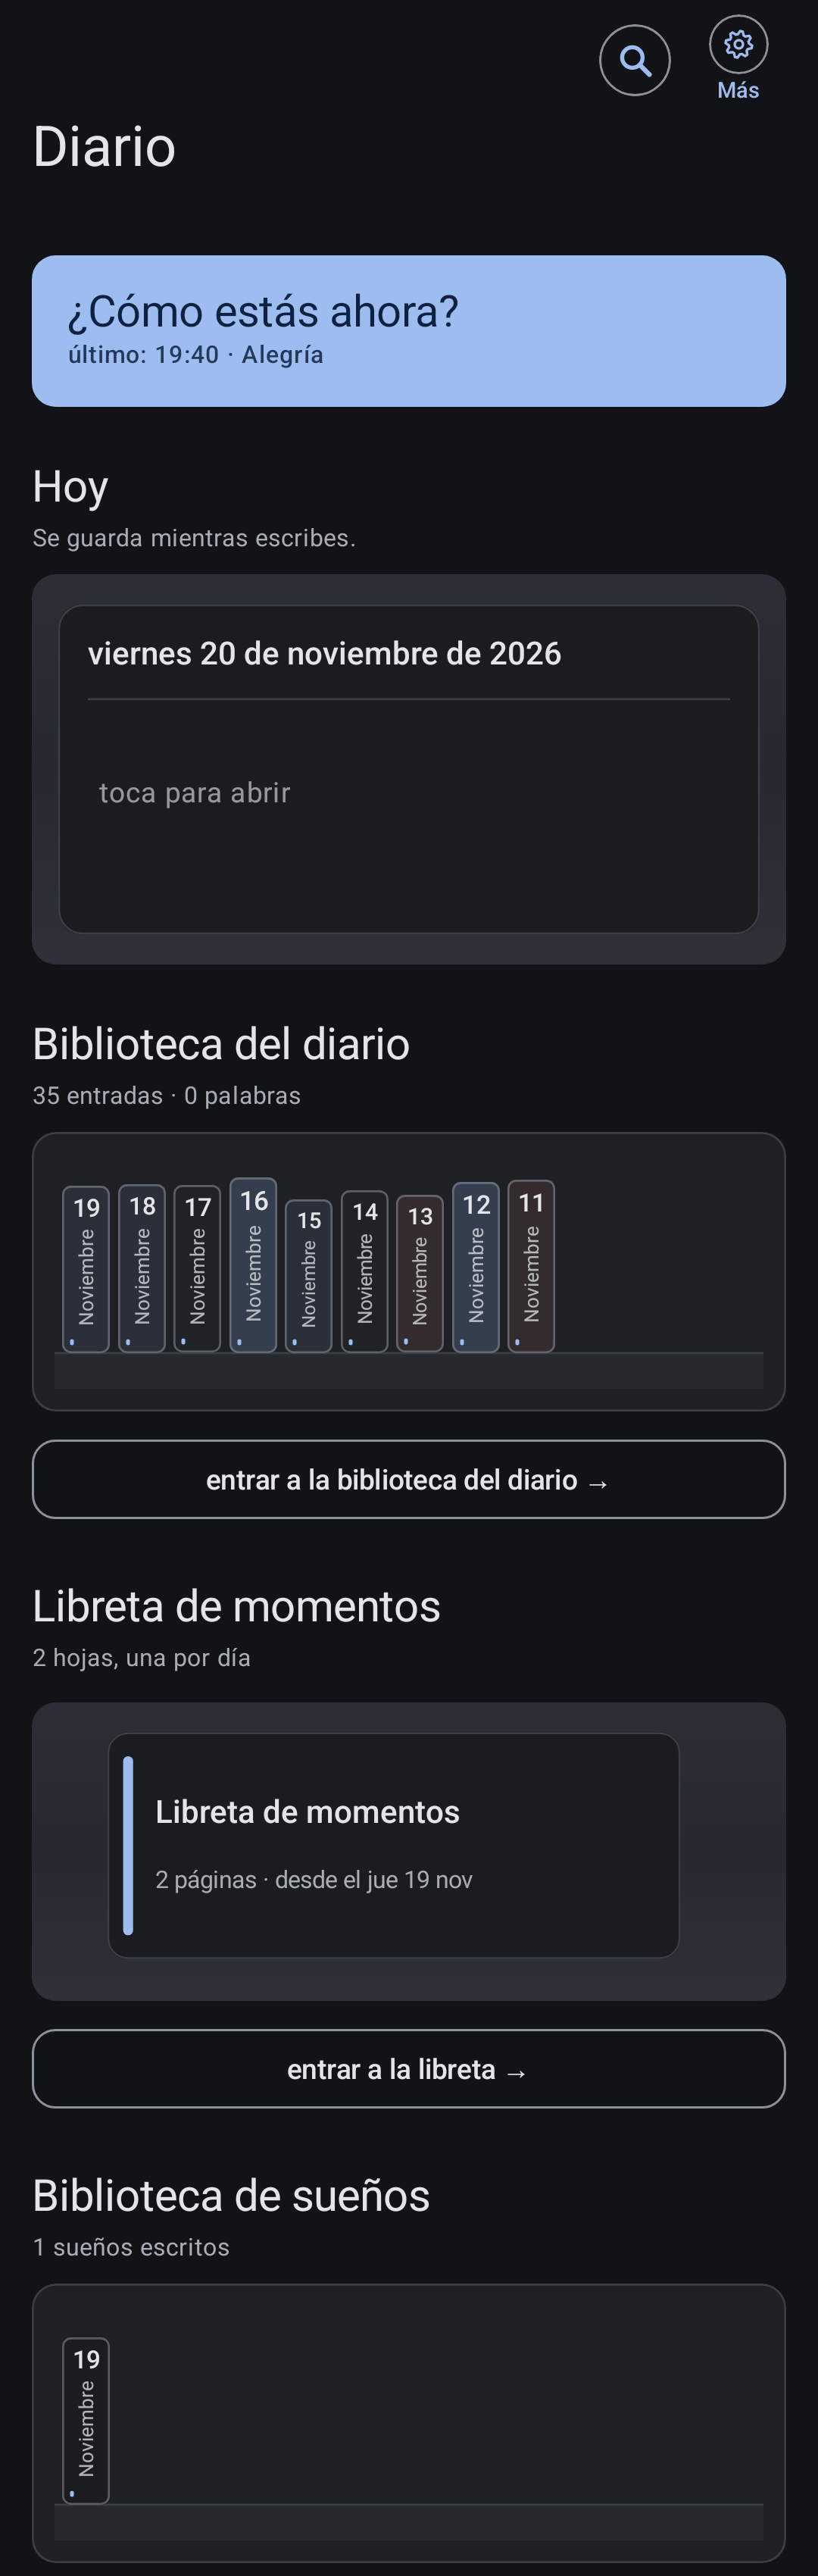 Más
Diario
¿Cómo estás ahora?
último: 19:40 · Alegría
Hoy
Se guarda mientras escribes.
viernes 20 de noviembre de 2026
toca para abrir
Biblioteca del diario
35 entradas · 0 palabras
19 Noviembre
18 Noviembre
17 Noviembre
16 Noviembre
15 Noviembre
14 Noviembre
13 Noviembre
12 Noviembre
11 Noviembre
entrar a la biblioteca del diario →
Libreta de momentos
2 hojas, una por día
Libreta de momentos
2 páginas · desde el jue 19 nov
entrar a la libreta →
Biblioteca de sueños
1 sueños escritos
19 Noviembre